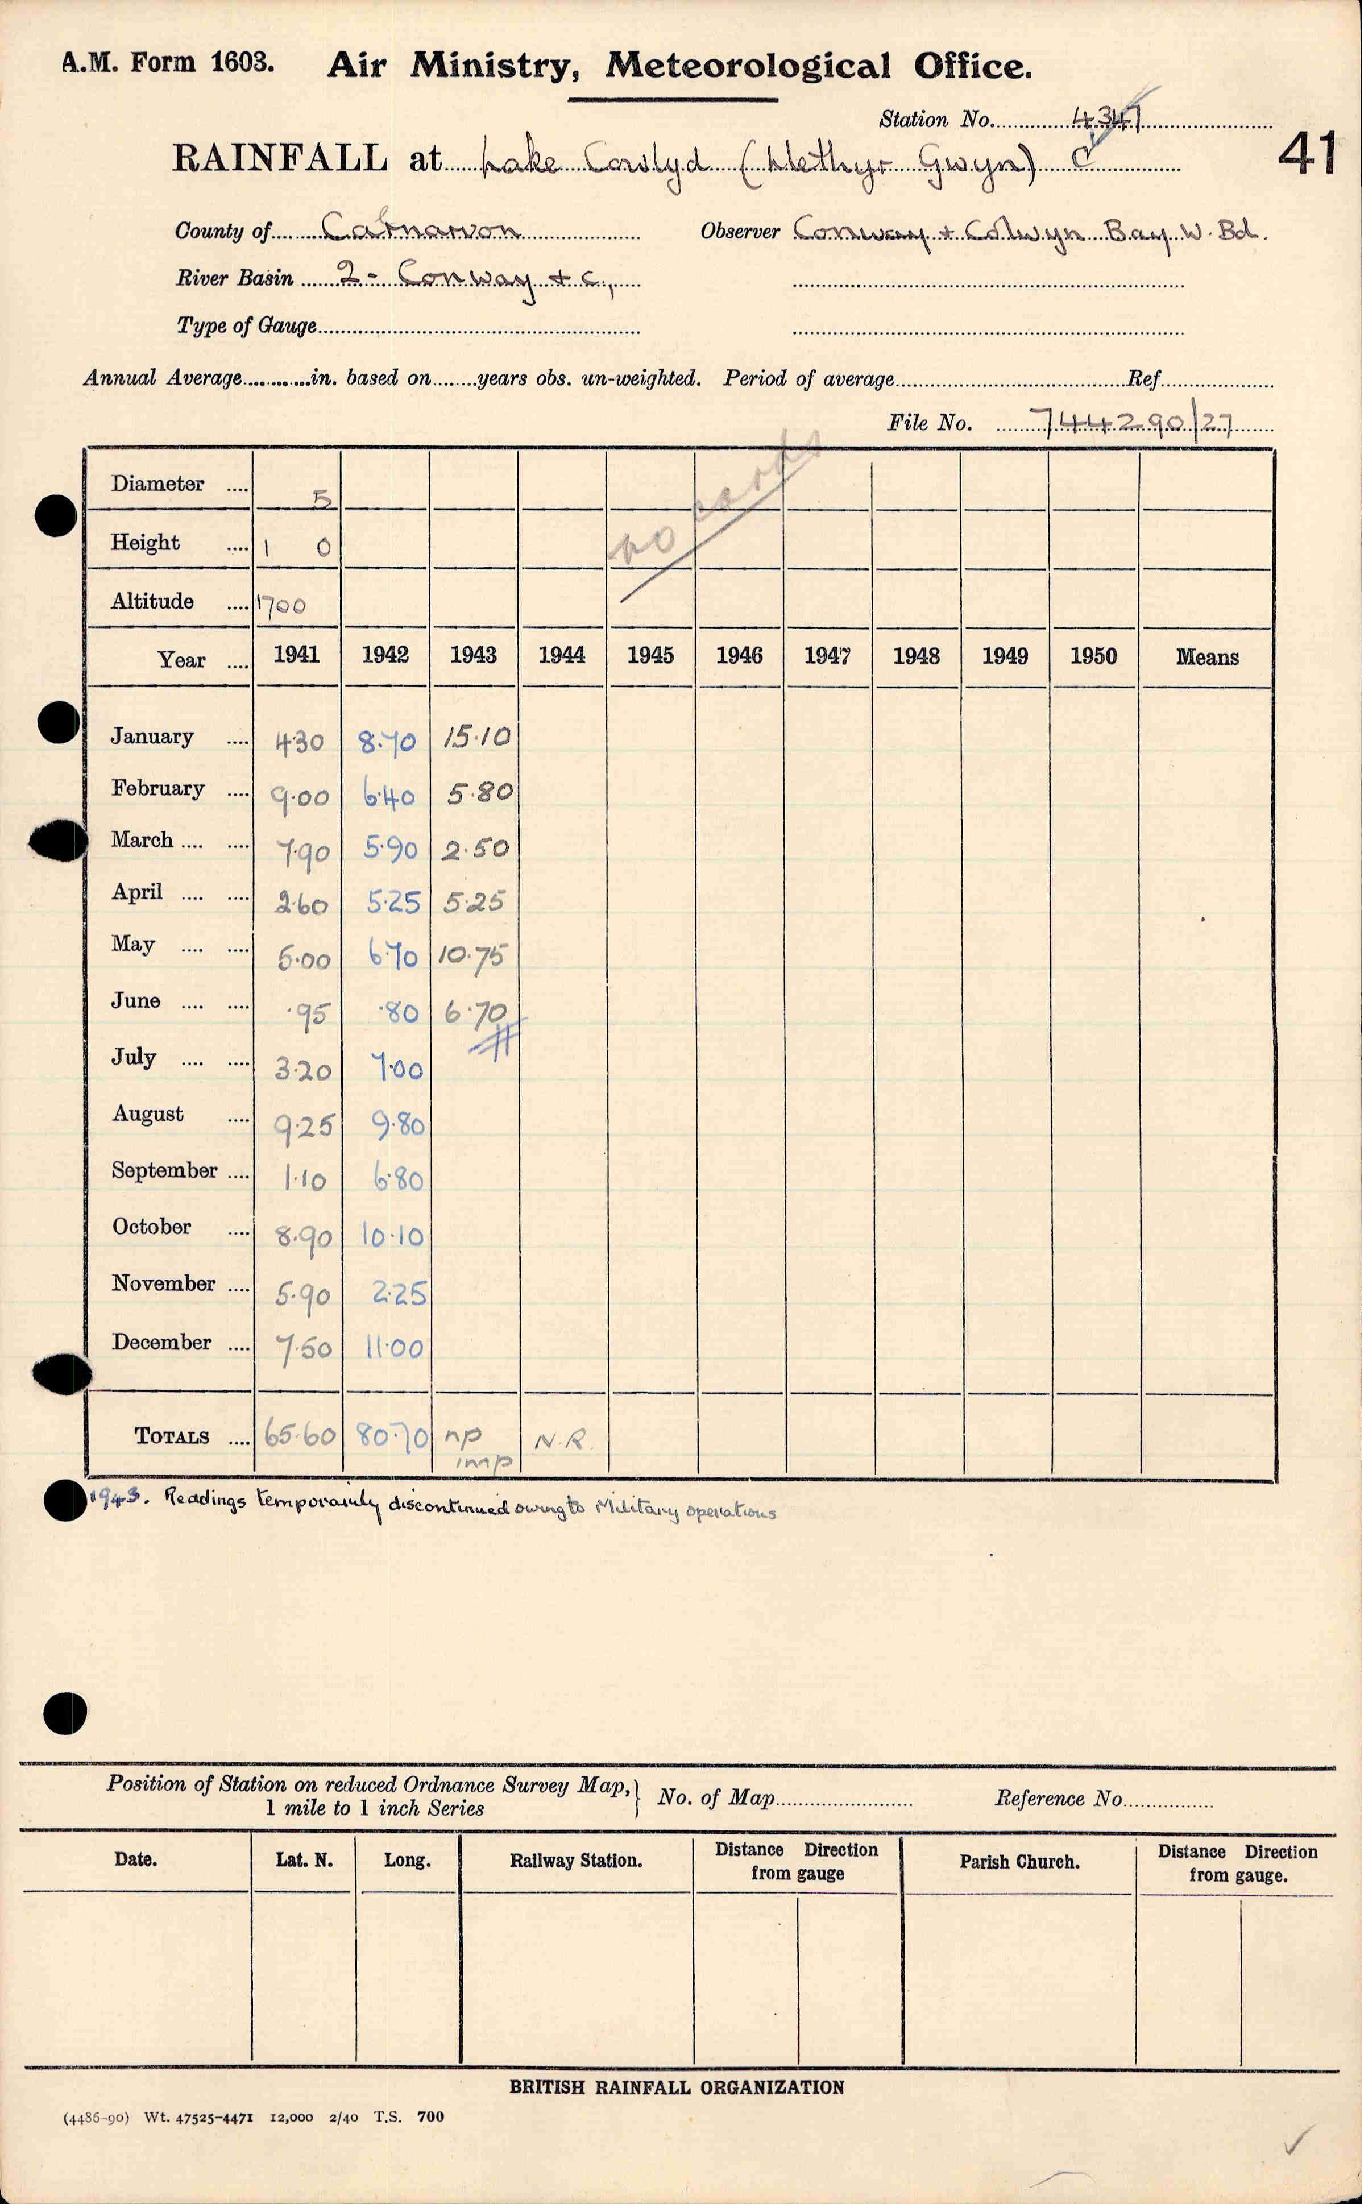 A.M. Form 1603. Air Ministry, Meteorological Office.
Station No. 4347
41
RAINFALL at Lake Cowlyd (Llethyr Gwyn) C
County of Carnarvon Observer Conway + Colwyn Bay W. Bd.
River Basin 2 - Conway + c,
Type of Gauge
Annual Average in. based on years obs. un-weighted. Period of average Ref
File No. 744290/27
no cards
Diameter .... 5
Height .... 1 0
Altitude .... 1700
Year .... 1941 1942 1943 1944 1945 1946 1947 1948 1949 1950 Means
January .... 4.30 8.70 15.10
February .... 9.00 6.40 5.80
March .... .... 7.90 5.90 2.50
April .... .... 2.60 5.25 5.25
May .... .... 5.00 6.70 10.75
June .... .... .95 .80 6.70
July .... .... 3.20 7.00
August .... 9.25 9.80
September .... 1.10 6.80
October .... 8.90 10.10
November .... 5.90 2.25
December .... 7.50 11.00
TOTALS .... 65.60 80.70 np imp N.R.
1943. Readings temporarily discontinued owing to Military operations
Position of Station on reduced Ordnance Survey Map, } No. of Map Reference No
1 mile to 1 inch Series
Date. Lat. N. Long. Railway Station. Distance Direction from gauge Parish Church. Distance Direction from gauge.
BRITISH RAINFALL ORGANIZATION
(4486-90) Wt. 47525-4471 12,000 2/40 T.S. 700